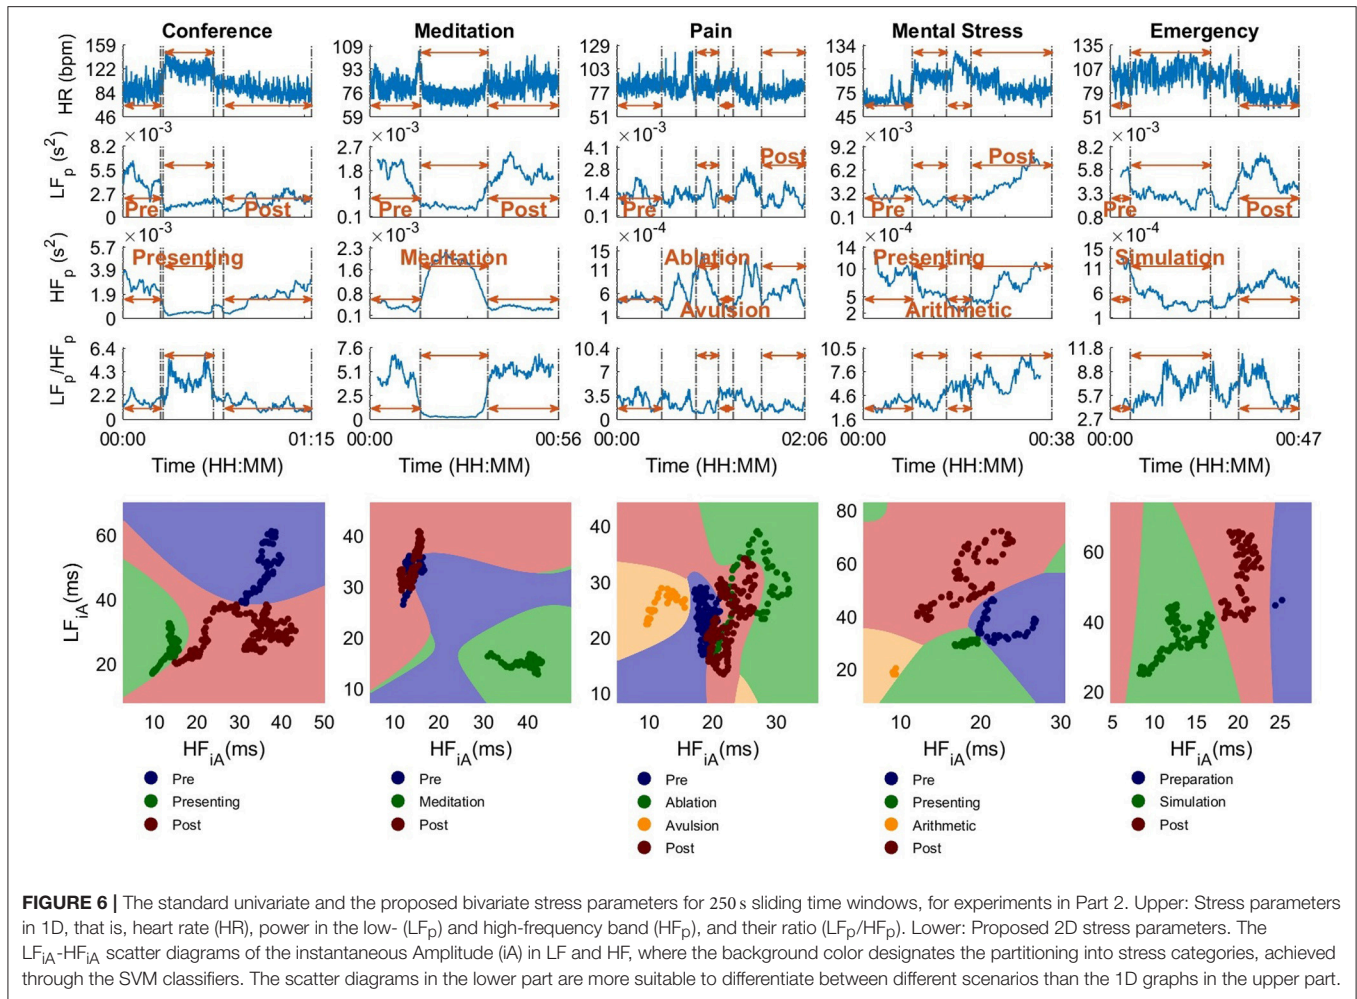 Conference Meditation Pain Mental Stress Emergency
HR (bpm)
159 122 84 46
109 93 76 59
129 103 77 51
134 105 75 45
135 107 79 51
LFp (s²)
×10⁻³ ×10⁻³ ×10⁻³ ×10⁻³ ×10⁻³
8.2 5.5 2.7 0
2.7 1.9 1 0.1
4.1 2.8 1.4 0.1
9.2 6.2 3.2 0.1
8.2 5.8 3.3 0.8
Pre Post
Pre Post
Pre Post
Pre Post
Pre Post
HFp (s²)
×10⁻³ ×10⁻³ ×10⁻⁴ ×10⁻⁴ ×10⁻⁴
5.7 3.9 1.9 0
2.3 1.6 0.8 0.1
15 11 6 1
14 10 5 2
15 11 6 1
Presenting Meditation Ablation Presenting Simulation
Avulsion Arithmetic
LFp/HFp
6.4 4.3 2.2 0
7.6 5.1 2.6 0
10.4 7 3.5 0
10.5 7.6 4.6 1.6
11.8 8.8 5.7 2.7
00:00 01:15 00:00 00:56 00:00 02:06 00:00 00:38 00:00 00:47
Time (HH:MM) Time (HH:MM) Time (HH:MM) Time (HH:MM) Time (HH:MM)
LFiA(ms)
60 40 20
40 30 20 10
40 30 20 10
80 60 40 20
60 40 20
10 20 30 40 50
10 20 30 40
10 20 30
10 20 30
5 10 15 20 25
HFiA(ms) HFiA(ms) HFiA(ms) HFiA(ms) HFiA(ms)
Pre Pre Pre Pre Preparation
Presenting Meditation Ablation Presenting Simulation
Post Post Avulsion Arithmetic Post
Post Post
FIGURE 6 | The standard univariate and the proposed bivariate stress parameters for 250 s sliding time windows, for experiments in Part 2. Upper: Stress parameters
in 1D, that is, heart rate (HR), power in the low- (LFp) and high-frequency band (HFp), and their ratio (LFp/HFp). Lower: Proposed 2D stress parameters. The
LFiA-HFiA scatter diagrams of the instantaneous Amplitude (iA) in LF and HF, where the background color designates the partitioning into stress categories, achieved
through the SVM classifiers. The scatter diagrams in the lower part are more suitable to differentiate between different scenarios than the 1D graphs in the upper part.